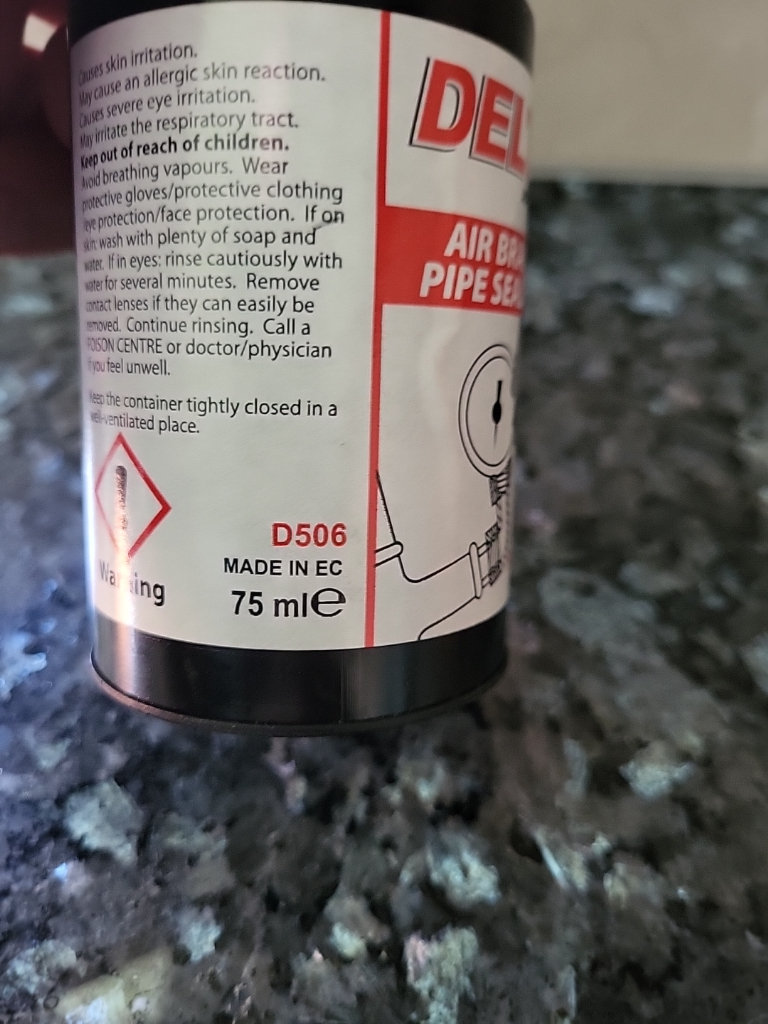 Causes skin irritation.
May cause an allergic skin reaction.
Causes severe eye irritation.
May irritate the respiratory tract.
Keep out of reach of children.
Avoid breathing vapours. Wear
protective gloves/protective clothing
/eye protection/face protection. If on
skin: wash with plenty of soap and
water. If in eyes: rinse cautiously with
water for several minutes. Remove
contact lenses if they can easily be
removed. Continue rinsing. Call a
POISON CENTRE or doctor/physician
if you feel unwell.
Keep the container tightly closed in a
well-ventilated place.
Warning
D506
MADE IN EC
75 ml e
DEL
AIR BRA
PIPE SEA